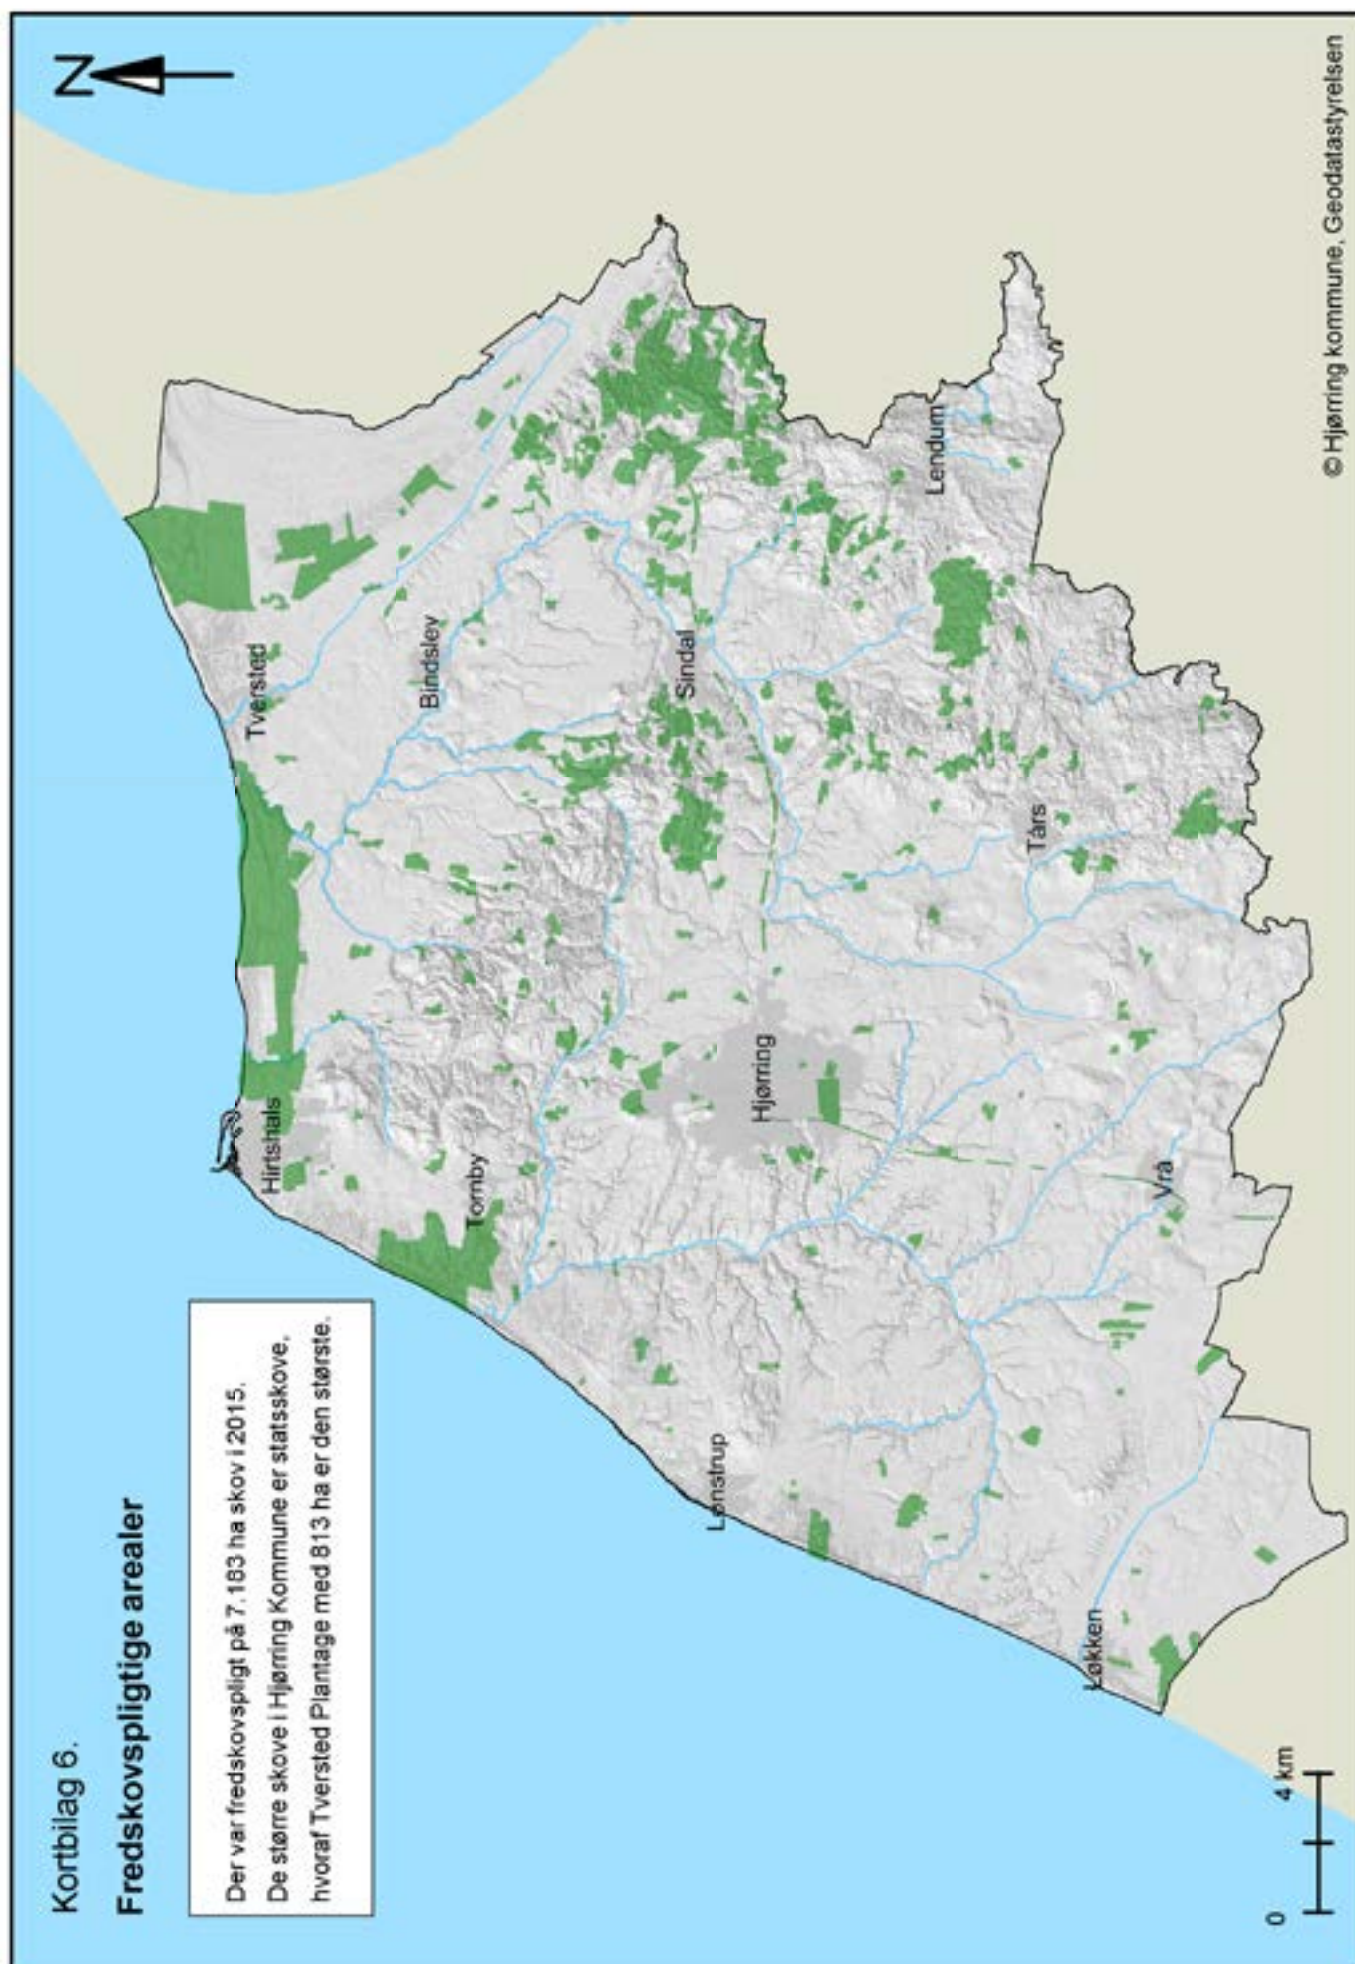 Kortbilag 6.
Fredskovspligtige arealer
Der var fredskovspligt på 7.183 ha skov i 2015.
De større skove i Hjørring Kommune er statsskove,
hvoraf Tversted Plantage med 813 ha er den største.
N
Hirtshals
Tversted
Tornby
Bindslev
Lønstrup
Hjørring
Sindal
Lendum
Løkken
Vrå
Tårs
0
4 km
© Hjørring kommune, Geodatastyrelsen